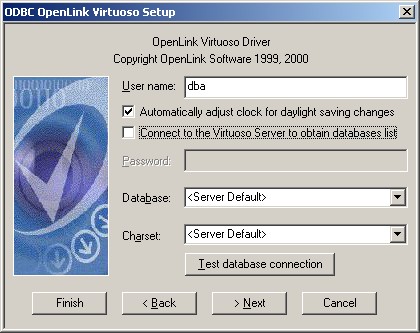 ODBC OpenLink Virtuoso Setup
OpenLink Virtuoso Driver
Copyright OpenLink Software 1999, 2000
User name: dba
Automatically adjust clock for daylight saving changes
Connect to the Virtuoso Server to obtain databases list
Password:
Database: <Server Default>
Charset: <Server Default>
Test database connection
Finish < Back > Next Cancel